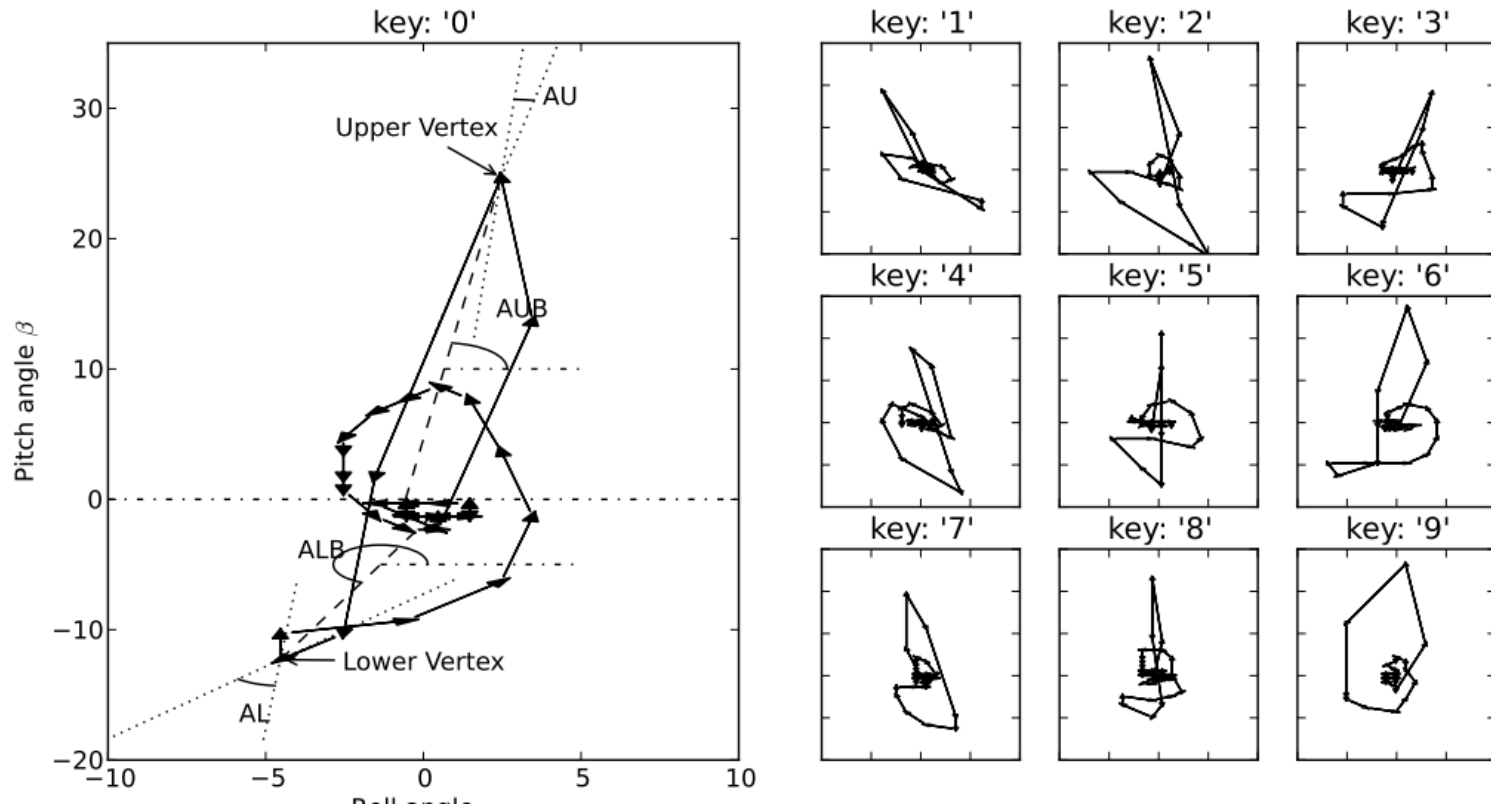 key: '0'
key: '1'
key: '2'
key: '3'
30
AU
Upper Vertex
20
AUB
key: '4'
key: '5'
key: '6'
Pitch angle β
10
0
ALB
key: '7'
key: '8'
key: '9'
−10
Lower Vertex
AL
−20
−10
−5
0
5
10
Roll angle